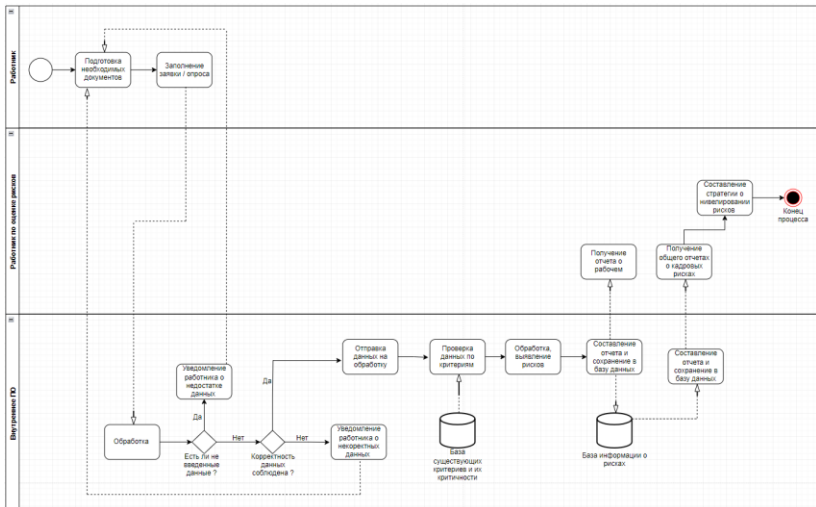 Работник
Подготовка
необходимых
документов
Заполнение
заявки / опроса
Работник по оценке рисков
Составление
стратегии о
нивелировании
рисков
Конец
процесса
Получение
отчета о
рабочем
Получение
общего отчетах
о кадровых
рисках
Внутреннее ПО
Отправка
данных на
обработку
Проверка
данных по
критериям
Обработка,
выявление
рисков
Составление
отчета и
сохранение в
базу данных
Составление
отчета и
сохранение в
базу данных
Уведомление
работника о
недостатке
данных
Да
Да
Обработка
Нет
Нет
Уведомление
работника о
некоректных
данных
Есть ли не
введенные
данные ?
Корректность
данных
соблюдена ?
База
существующих
критериев и их
критичности
База информации о
рисках